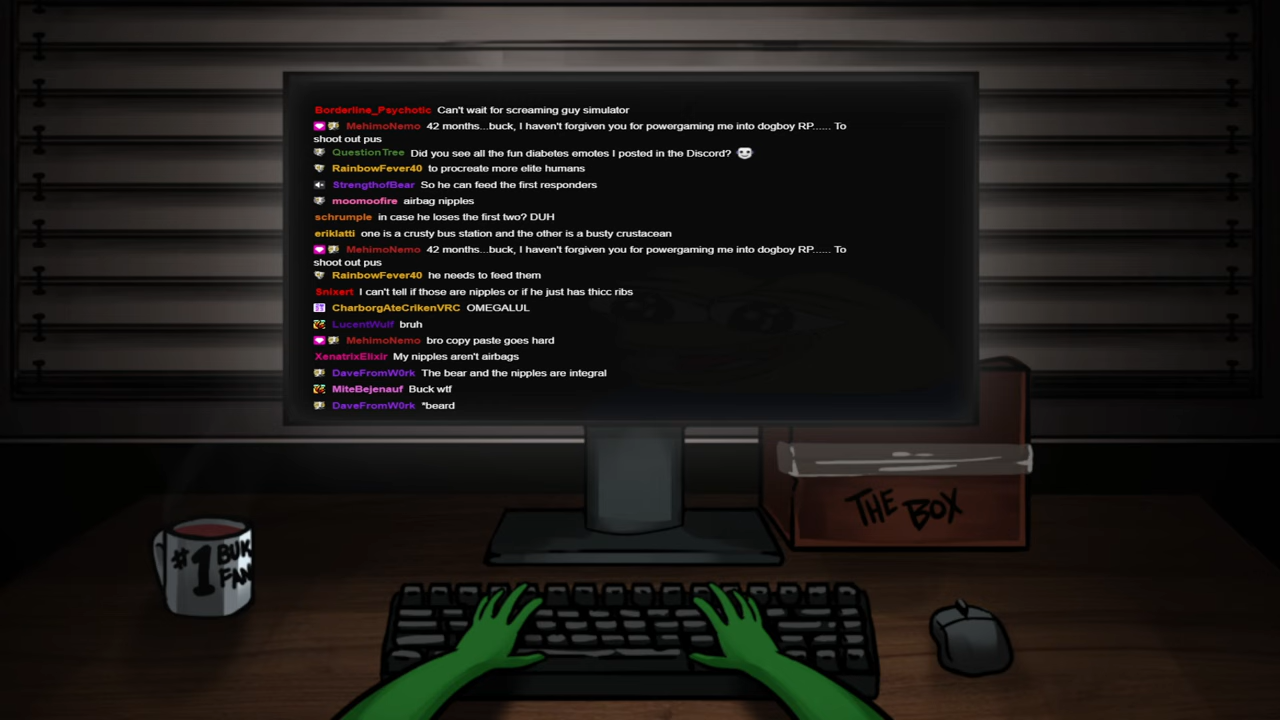 Borderline_Psychotic Can't wait for screaming guy simulator
MehimoNemo 42 months...buck, I haven't forgiven you for powergaming me into dogboy RP...... To
shoot out pus
QuestionTree Did you see all the fun diabetes emotes I posted in the Discord?
RainbowFever40 to procreate more elite humans
StrengthofBear So he can feed the first responders
moomoofire airbag nipples
schrumple in case he loses the first two? DUH
eriklatti one is a crusty bus station and the other is a busty crustacean
MehimoNemo 42 months...buck, I haven't forgiven you for powergaming me into dogboy RP...... To
shoot out pus
RainbowFever40 he needs to feed them
Snixert I can't tell if those are nipples or if he just has thicc ribs
CharborgAteCrikenVRC OMEGALUL
LucentWulf bruh
MehimoNemo bro copy paste goes hard
XenatrixElixir My nipples aren't airbags
DaveFromW0rk The bear and the nipples are integral
MiteBejenauf Buck wtf
DaveFromW0rk *beard
THE BOX
#1 BUK
FAN